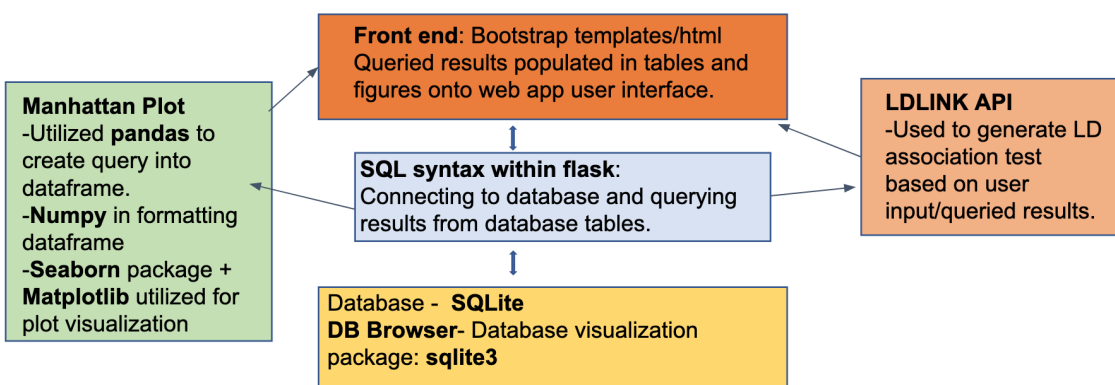 Front end: Bootstrap templates/html
Queried results populated in tables and
figures onto web app user interface.
Manhattan Plot
-Utilized pandas to
create query into
dataframe.
-Numpy in formatting
dataframe
-Seaborn package +
Matplotlib utilized for
plot visualization
SQL syntax within flask:
Connecting to database and querying
results from database tables.
LDLINK API
-Used to generate LD
association test
based on user
input/queried results.
Database - SQLite
DB Browser- Database visualization
package: sqlite3